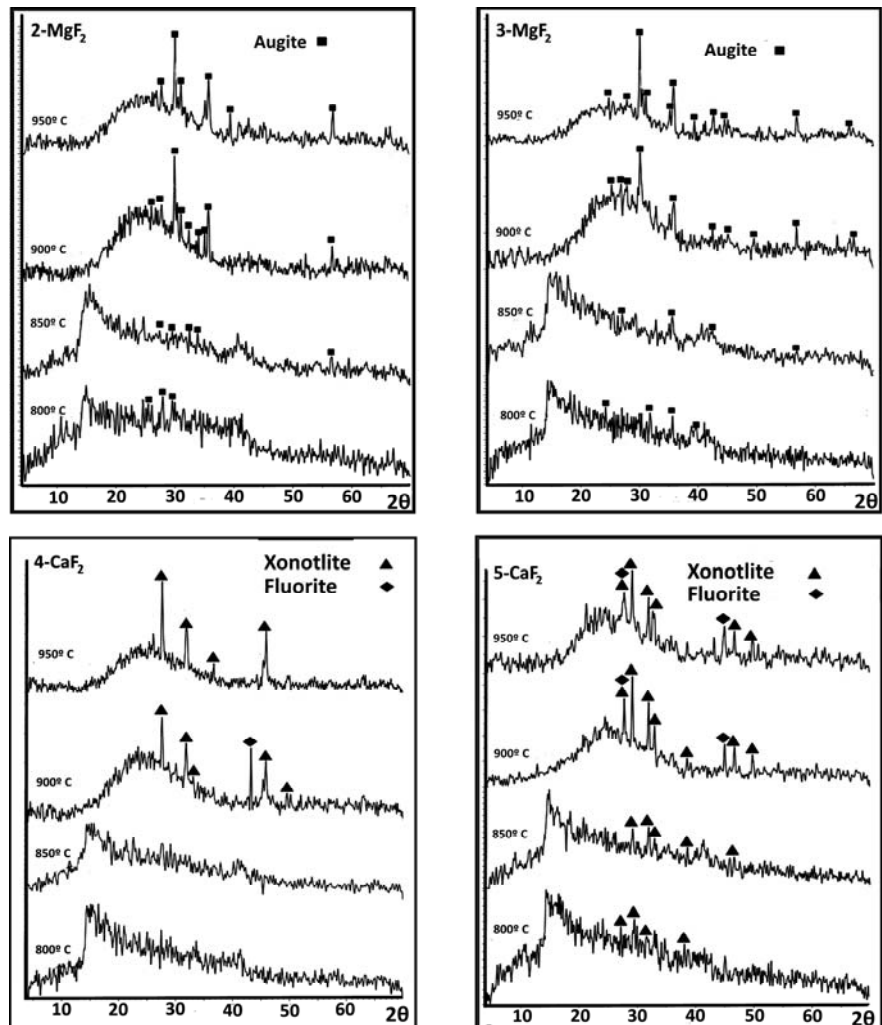 2-MgF₂
Augite ■
950º C
900º C
850º C
800º C
10 20 30 40 50 60 2θ
3-MgF₂
Augite ■
950º C
900º C
850º C
800º C
10 20 30 40 50 60 2θ
4-CaF₂
Xonotlite ▲
Fluorite ◆
950º C
900º C
850º C
800º C
10 20 30 40 50 60 2θ
5-CaF₂
Xonotlite ▲
Fluorite ◆
950º C
900º C
850º C
800º C
10 20 30 40 50 60 2θ